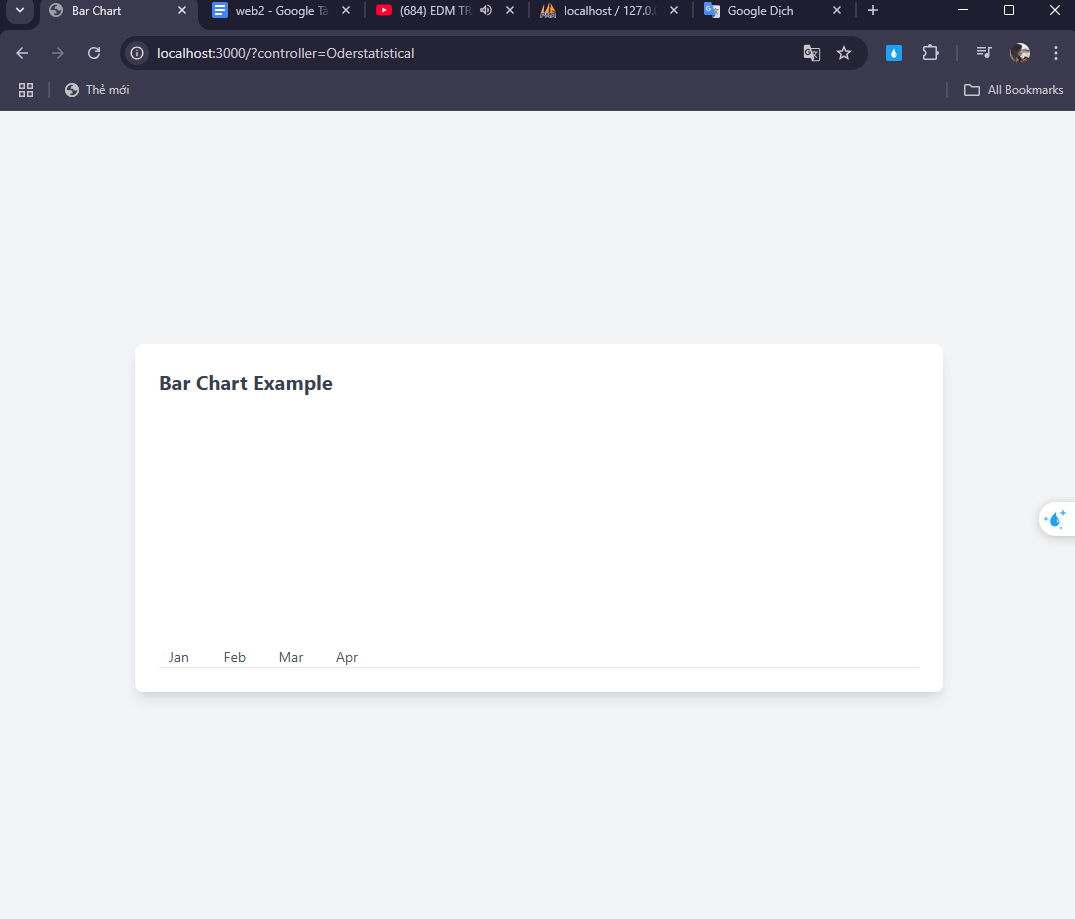 Bar Chart
web2 - Google Tà
(684) EDM TR
localhost / 127.0.0
Google Dịch
localhost:3000/?controller=Oderstatistical
Thẻ mới
All Bookmarks
Bar Chart Example
Jan
Feb
Mar
Apr